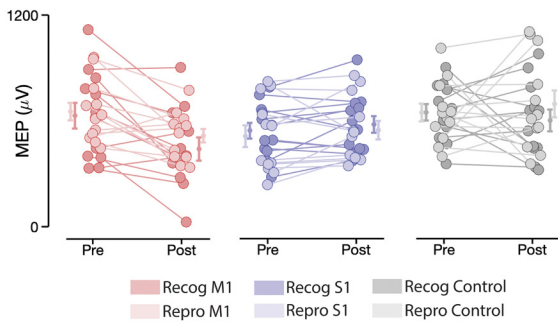 1200
MEP (μV)
0
Pre Post Pre Post Pre Post
Recog M1 Recog S1 Recog Control
Repro M1 Repro S1 Repro Control